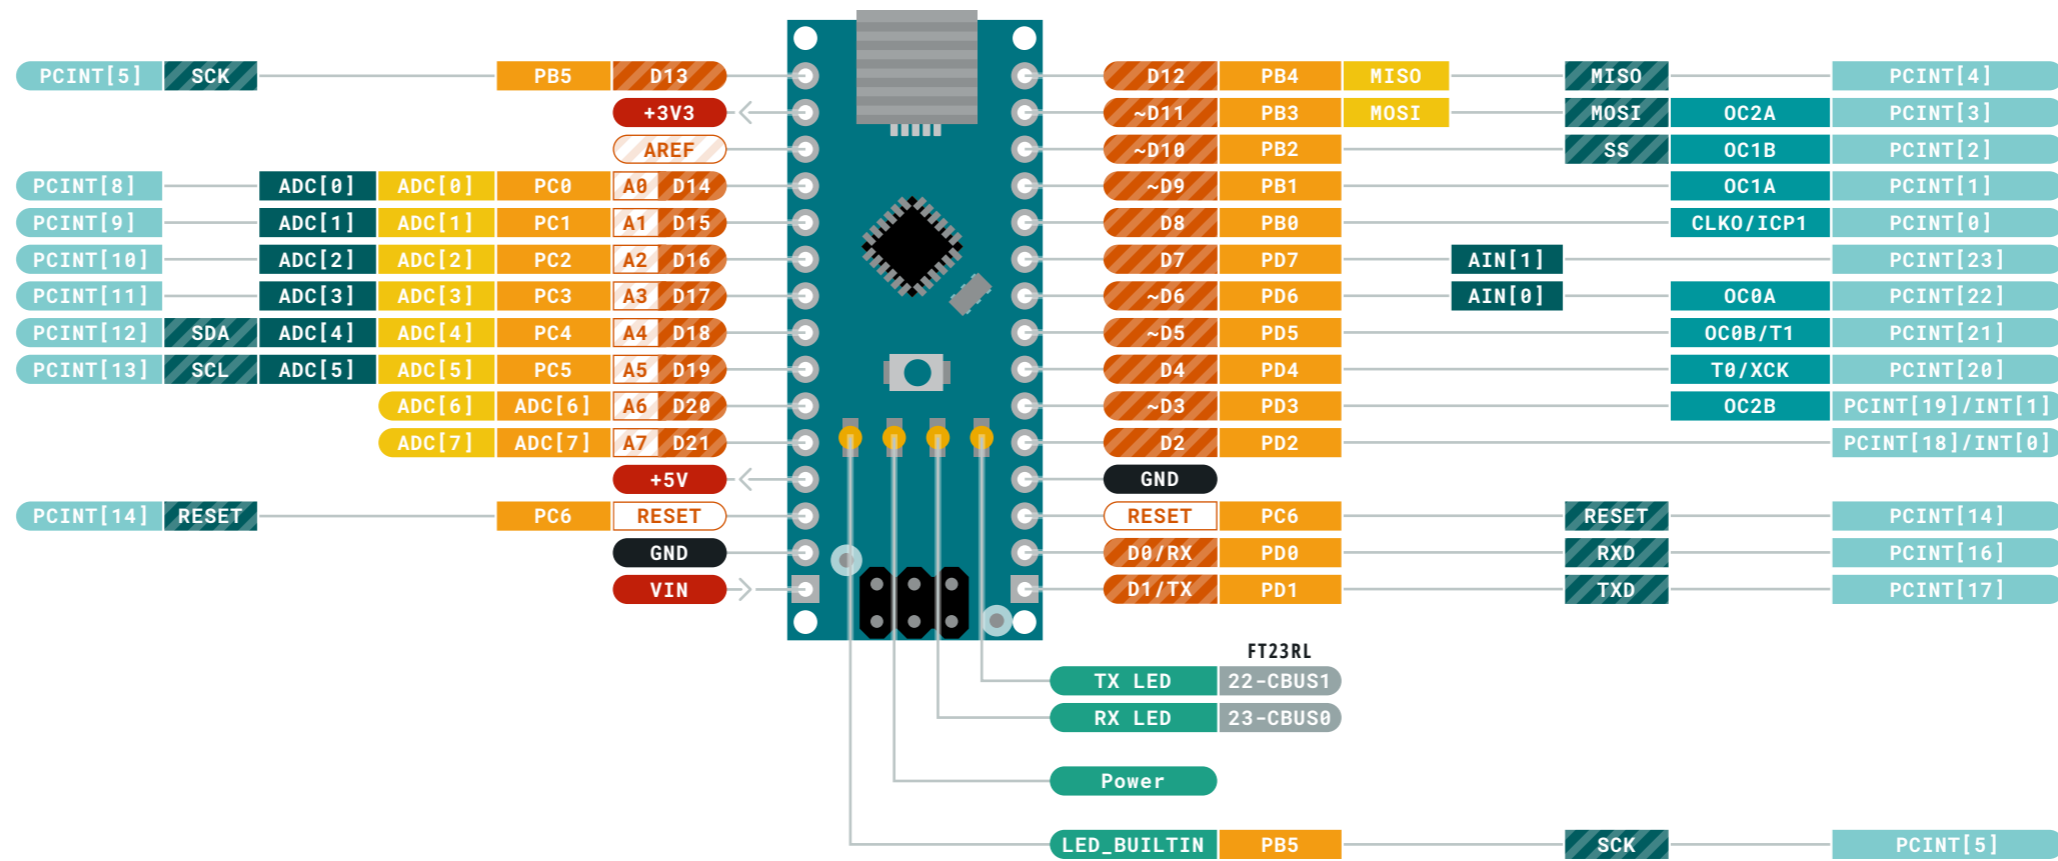 PCINT[5] SCK PB5 D13 D12 PB4 MISO MISO PCINT[4]
+3V3 ~D11 PB3 MOSI MOSI OC2A PCINT[3]
AREF ~D10 PB2 SS OC1B PCINT[2]
PCINT[8] ADC[0] ADC[0] PC0 A0 D14 ~D9 PB1 OC1A PCINT[1]
PCINT[9] ADC[1] ADC[1] PC1 A1 D15 D8 PB0 CLKO/ICP1 PCINT[0]
PCINT[10] ADC[2] ADC[2] PC2 A2 D16 D7 PD7 AIN[1] PCINT[23]
PCINT[11] ADC[3] ADC[3] PC3 A3 D17 ~D6 PD6 AIN[0] OC0A PCINT[22]
PCINT[12] SDA ADC[4] ADC[4] PC4 A4 D18 ~D5 PD5 OC0B/T1 PCINT[21]
PCINT[13] SCL ADC[5] ADC[5] PC5 A5 D19 D4 PD4 T0/XCK PCINT[20]
ADC[6] ADC[6] A6 D20 ~D3 PD3 OC2B PCINT[19]/INT[1]
ADC[7] ADC[7] A7 D21 D2 PD2 PCINT[18]/INT[0]
+5V GND
PCINT[14] RESET PC6 RESET RESET PC6 RESET PCINT[14]
GND D0/RX PD0 RXD PCINT[16]
VIN D1/TX PD1 TXD PCINT[17]
FT23RL
TX LED 22-CBUS1
RX LED 23-CBUS0
Power
LED_BUILTIN PB5 SCK PCINT[5]